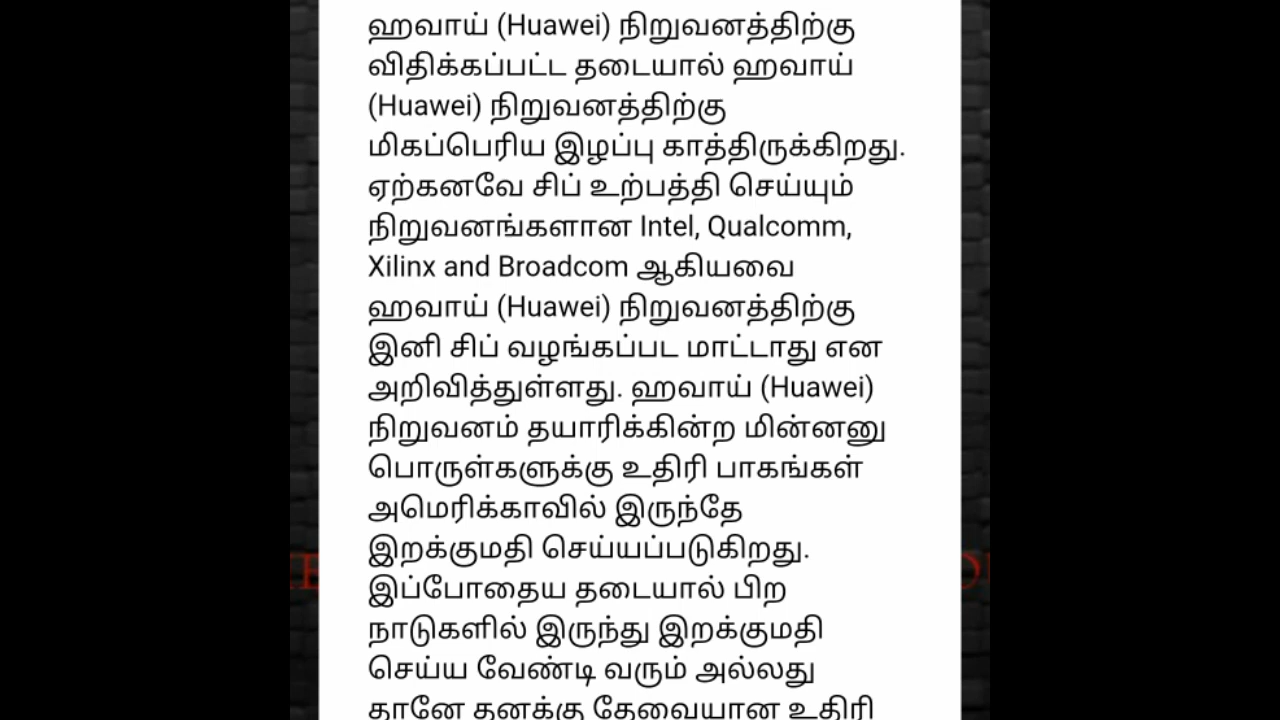 ஹவாய் (Huawei) நிறுவனத்திற்கு
விதிக்கப்பட்ட தடையால் ஹவாய்
(Huawei) நிறுவனத்திற்கு
மிகப்பெரிய இழப்பு காத்திருக்கிறது.
ஏற்கனவே சிப் உற்பத்தி செய்யும்
நிறுவனங்களான Intel, Qualcomm,
Xilinx and Broadcom ஆகியவை
ஹவாய் (Huawei) நிறுவனத்திற்கு
இனி சிப் வழங்கப்பட மாட்டாது என
அறிவித்துள்ளது. ஹவாய் (Huawei)
நிறுவனம் தயாரிக்கின்ற மின்னனு
பொருள்களுக்கு உதிரி பாகங்கள்
அமெரிக்காவில் இருந்தே
இறக்குமதி செய்யப்படுகிறது.
இப்போதைய தடையால் பிற
நாடுகளில் இருந்து இறக்குமதி
செய்ய வேண்டி வரும் அல்லது
தானே தனக்கு தேவையான உதிரி